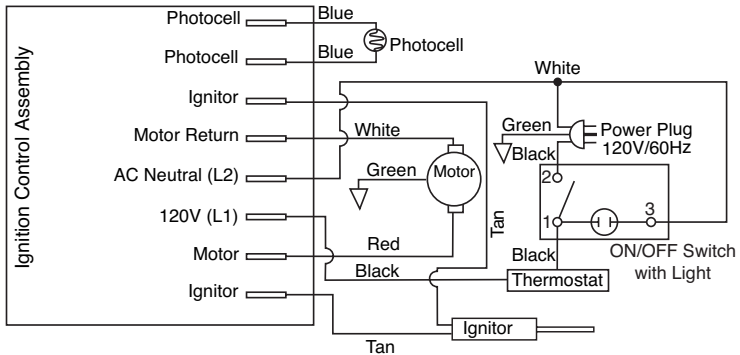 Ignition Control Assembly
Photocell
Photocell
Ignitor
Motor Return
AC Neutral (L2)
120V (L1)
Motor
Ignitor
Blue
Blue
Photocell
White
Green
Motor
Red
Black
Tan
Tan
White
Green
Power Plug
120V/60Hz
Black
2
1
3
Black
ON/OFF Switch
with Light
Thermostat
Ignitor